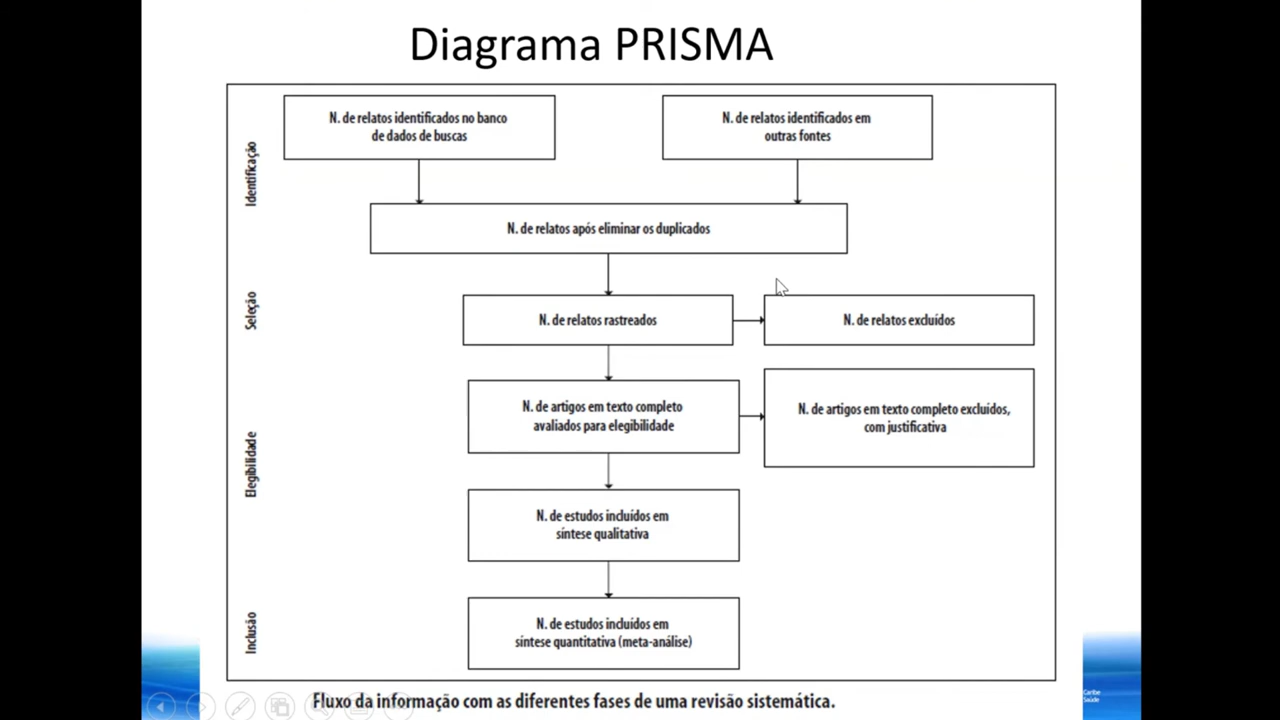 Diagrama PRISMA
N. de relatos identificados no banco
de dados de buscas
N. de relatos identificados em
outras fontes
Identificação
N. de relatos após eliminar os duplicados
Seleção
N. de relatos rastreados
N. de relatos excluídos
Elegibilidade
N. de artigos em texto completo
avaliados para elegibilidade
N. de artigos em texto completo excluídos,
com justificativa
N. de estudos incluídos em
síntese qualitativa
Inclusão
N. de estudos incluídos em
síntese quantitativa (meta-análise)
Fluxo da informação com as diferentes fases de uma revisão sistemática.
Caribe
Saúde